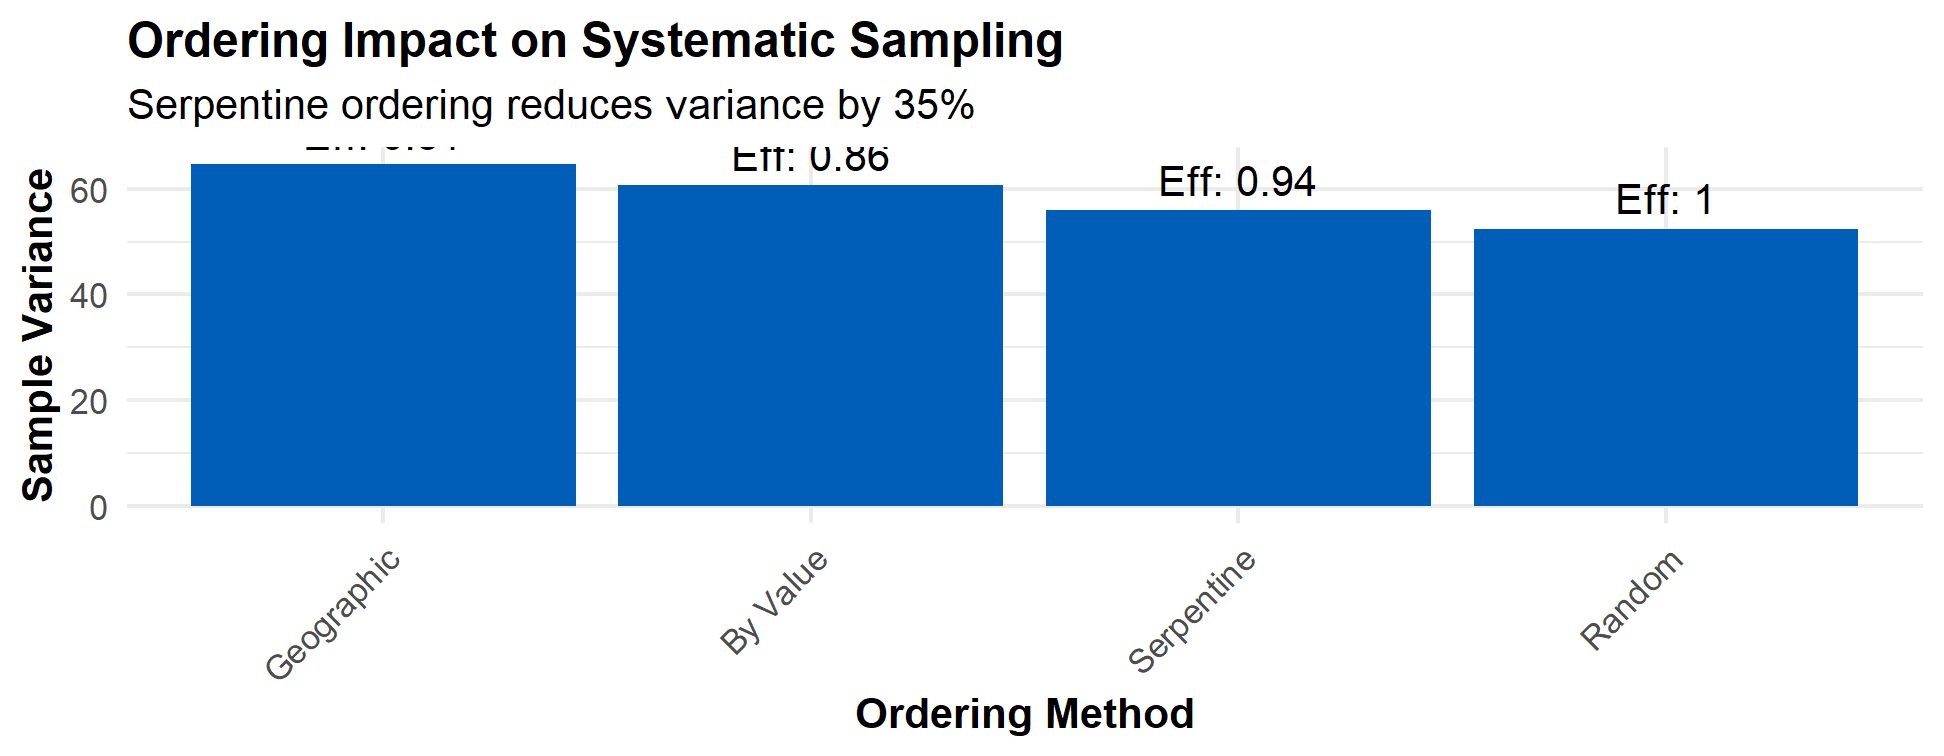 Ordering Impact on Systematic Sampling
Serpentine ordering reduces variance by 35%
Eff: 0.86
Eff: 0.94
Eff: 1
Sample Variance
60
40
20
0
Geographic
By Value
Serpentine
Random
Ordering Method